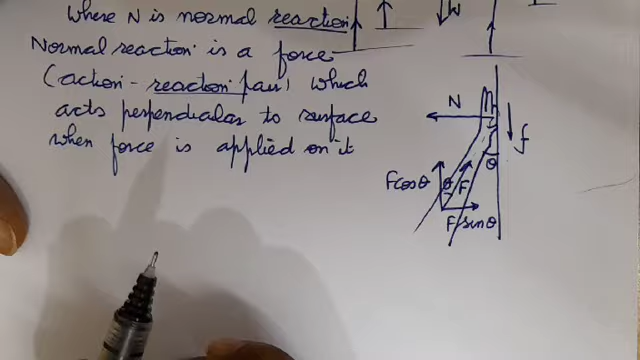 where N is normal reaction
Normal reaction is a force
(action-reaction pair) which
acts perpendicular to surface
when force is applied on it
W
N
f
θ
Fcosθ
θ
F
F sinθ